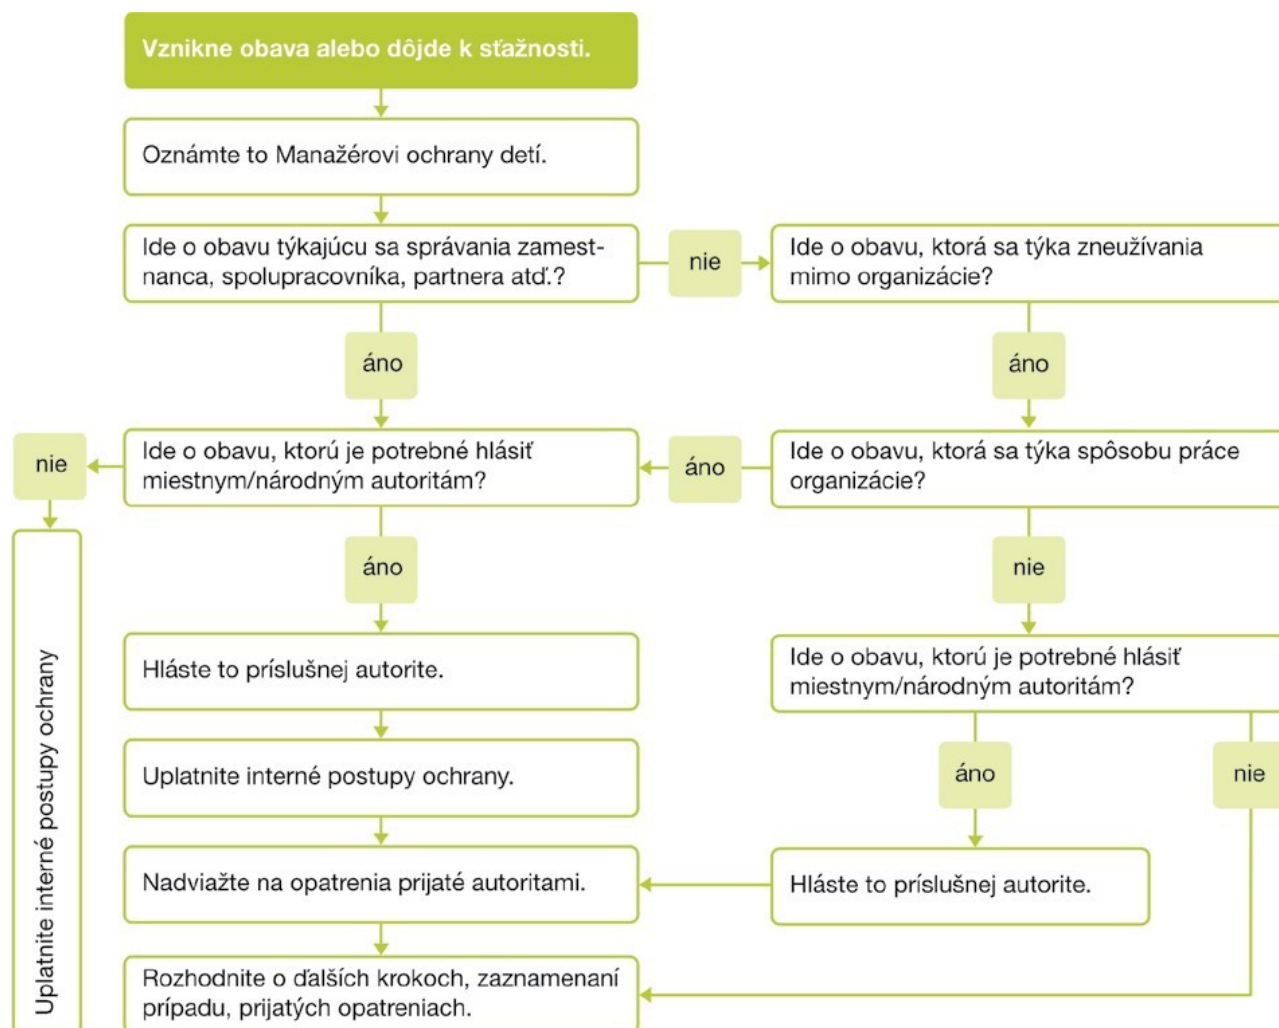 Vznikne obava alebo dôjde k sťažnosti.
Oznámte to Manažérovi ochrany detí.
Ide o obavu týkajúcu sa správania zamest-
nanca, spolupracovníka, partnera atď.?
nie
Ide o obavu, ktorá sa týka zneužívania
mimo organizácie?
áno
áno
nie
Ide o obavu, ktorú je potrebné hlásiť
miestnym/národným autoritám?
áno
Ide o obavu, ktorá sa týka spôsobu práce
organizácie?
áno
nie
Uplatnite interné postupy ochrany
Hláste to príslušnej autorite.
Ide o obavu, ktorú je potrebné hlásiť
miestnym/národným autoritám?
Uplatnite interné postupy ochrany.
áno
nie
Nadviažte na opatrenia prijaté autoritami.
Hláste to príslušnej autorite.
Rozhodnite o ďalších krokoch, zaznamenaní
prípadu, prijatých opatreniach.